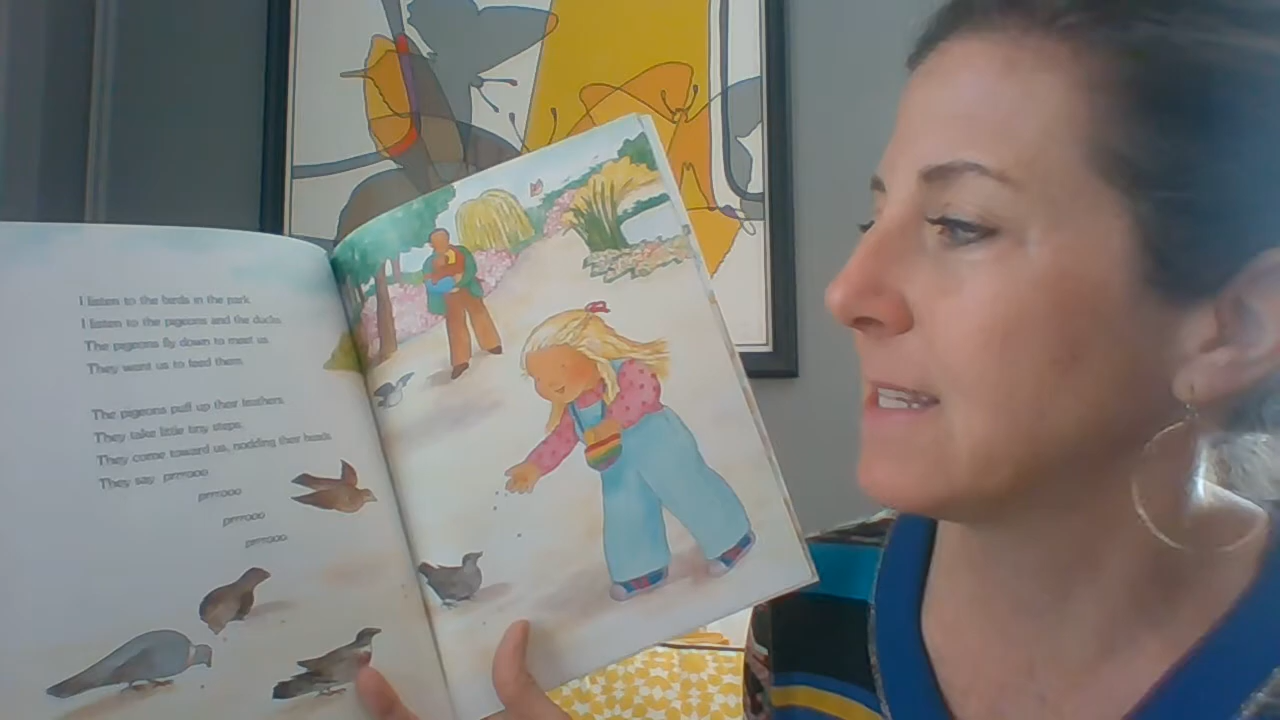 I listen to the birds in the park.
I listen to the pigeons and the ducks.
The pigeons fly down to meet us.
They want us to feed them.
The pigeons puff up their feathers.
They take little tiny steps.
They come toward us, nodding their heads.
They say prrrooo
prrrooo
prrrooo
prrrooo